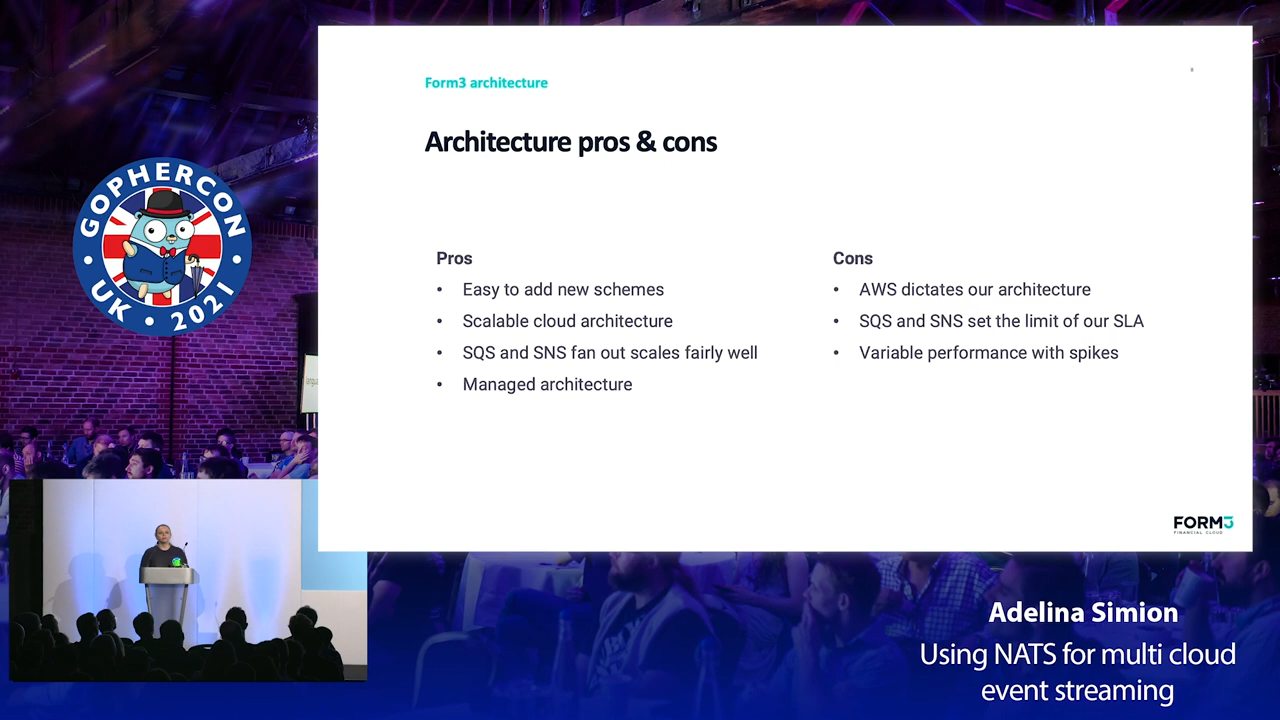 GOPHERCON
UK • 2021
Form3 architecture
Architecture pros & cons
Pros
• Easy to add new schemes
• Scalable cloud architecture
• SQS and SNS fan out scales fairly well
• Managed architecture
Cons
• AWS dictates our architecture
• SQS and SNS set the limit of our SLA
• Variable performance with spikes
FORM3
FINANCIAL CLOUD
Adelina Simion
Using NATS for multi cloud
event streaming